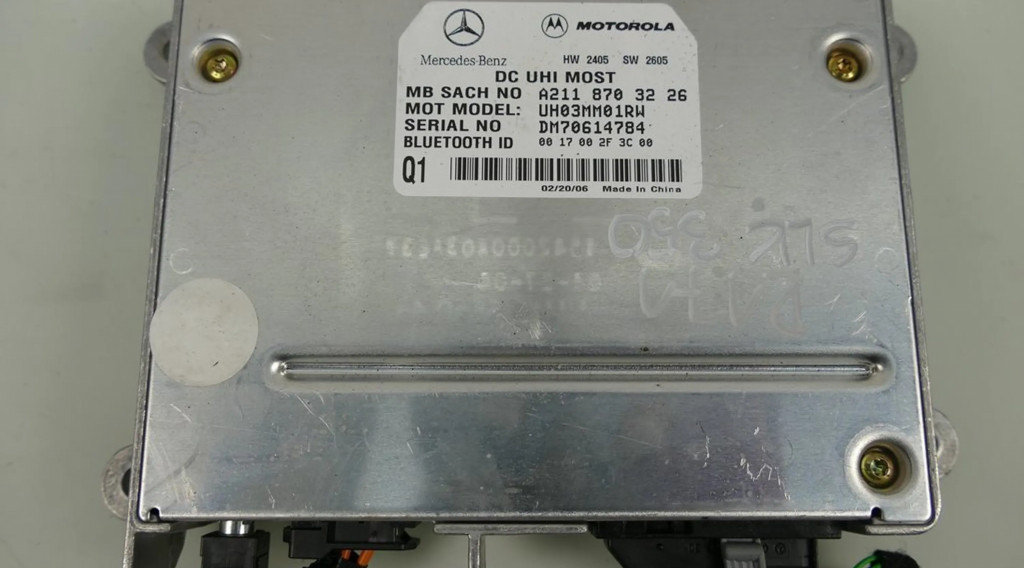 MOTOROLA
Mercedes-Benz HW 2405 SW 2605
DC UHI MOST
MB SACH NO A211 870 32 26
MOT MODEL: UH03MM01RW
SERIAL NO DM70614784
BLUETOOTH ID 00 17 00 2F 3C 00
Q1
02/20/06 Made In China
SLK 350